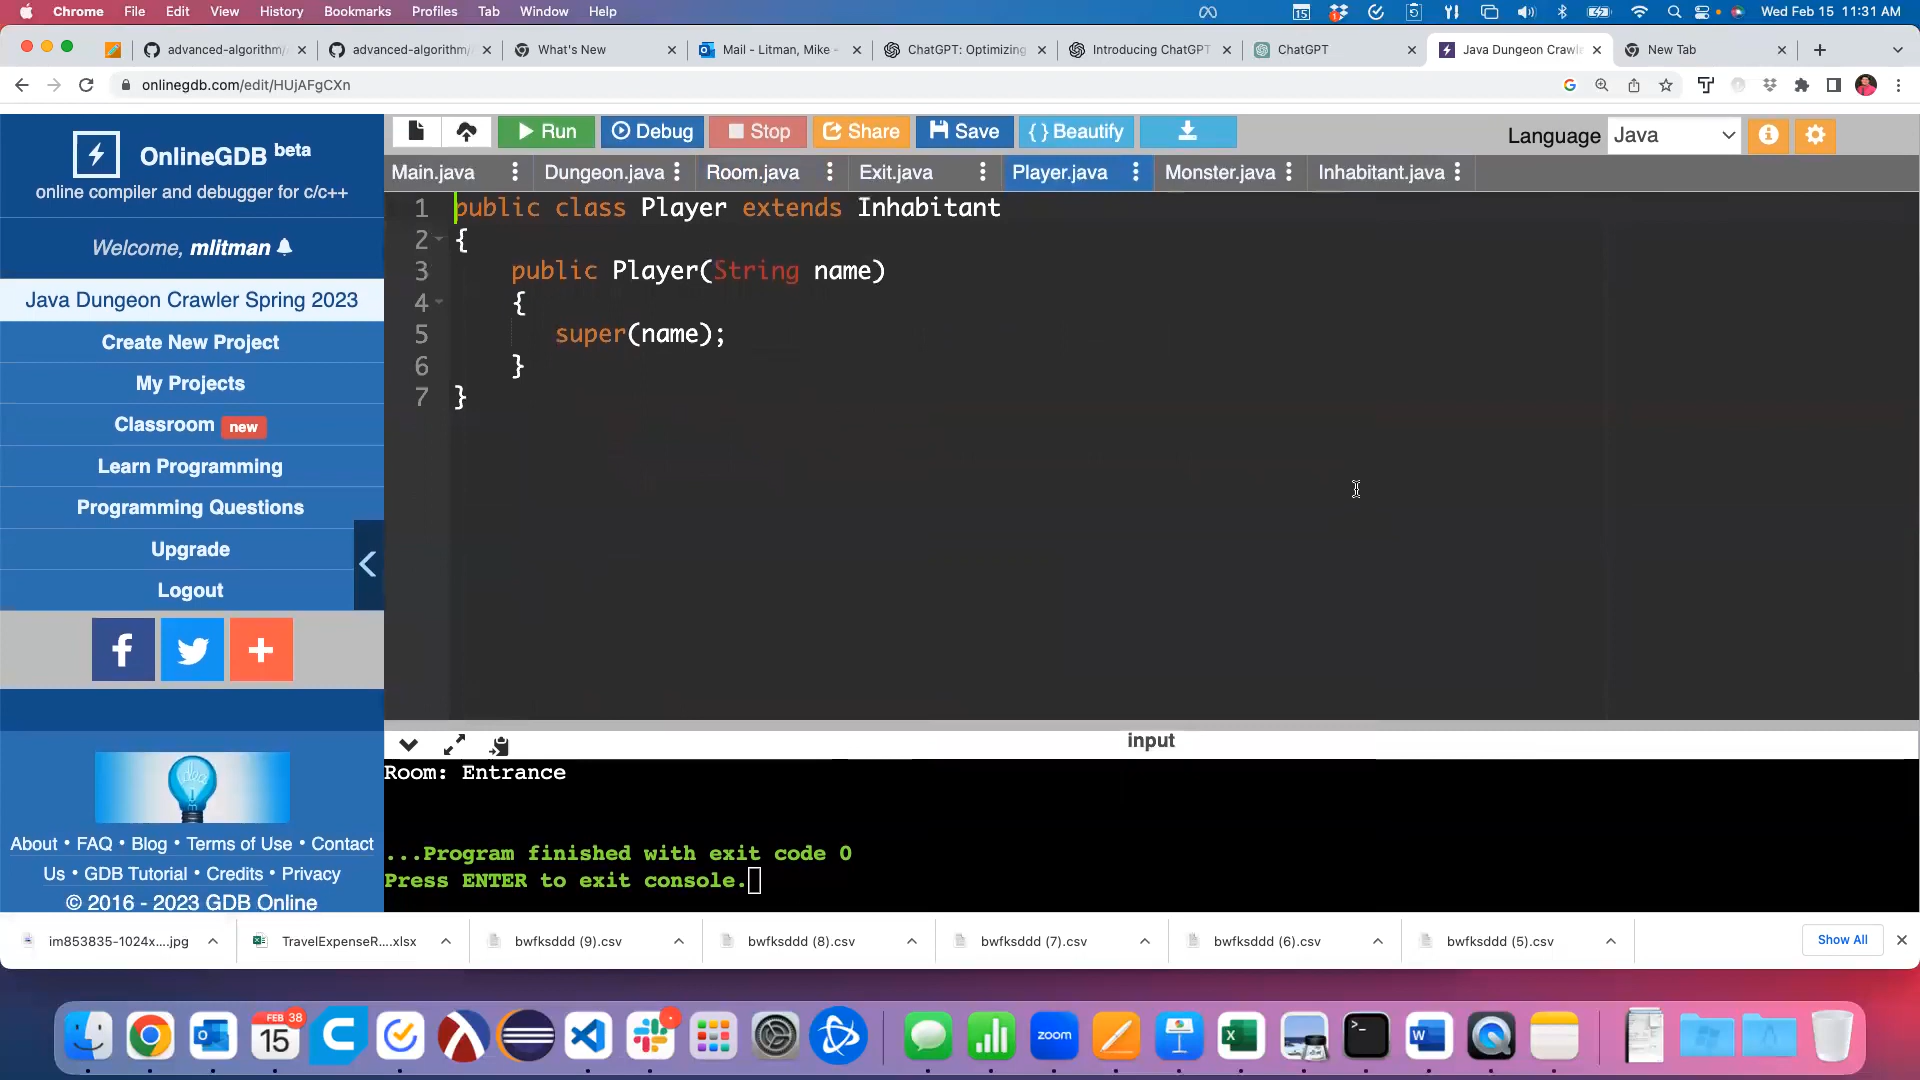 Chrome File Edit View History Bookmarks Profiles Tab Window Help Wed Feb 15 11:31 AM
advanced-algorithm/ advanced-algorithm/ What's New Mail - Litman, Mike - ChatGPT: Optimizing Introducing ChatGPT ChatGPT Java Dungeon Crawl New Tab
onlinegdb.com/edit/HUjAFgCXn
OnlineGDB beta
online compiler and debugger for c/c++
Welcome, mlitman
Java Dungeon Crawler Spring 2023
Create New Project
My Projects
Classroom new
Learn Programming
Programming Questions
Upgrade
Logout
About • FAQ • Blog • Terms of Use • Contact
Us • GDB Tutorial • Credits • Privacy
© 2016 - 2023 GDB Online
Run Debug Stop Share Save { } Beautify Language Java
Main.java Dungeon.java Room.java Exit.java Player.java Monster.java Inhabitant.java
1 public class Player extends Inhabitant
2 {
3 public Player(String name)
4 {
5 super(name);
6 }
7 }
input
Room: Entrance
...Program finished with exit code 0
Press ENTER to exit console.
im853835-1024x....jpg TravelExpenseR....xlsx bwfksddd (9).csv bwfksddd (8).csv bwfksddd (7).csv bwfksddd (6).csv bwfksddd (5).csv Show All
FEB 38
15
zoom